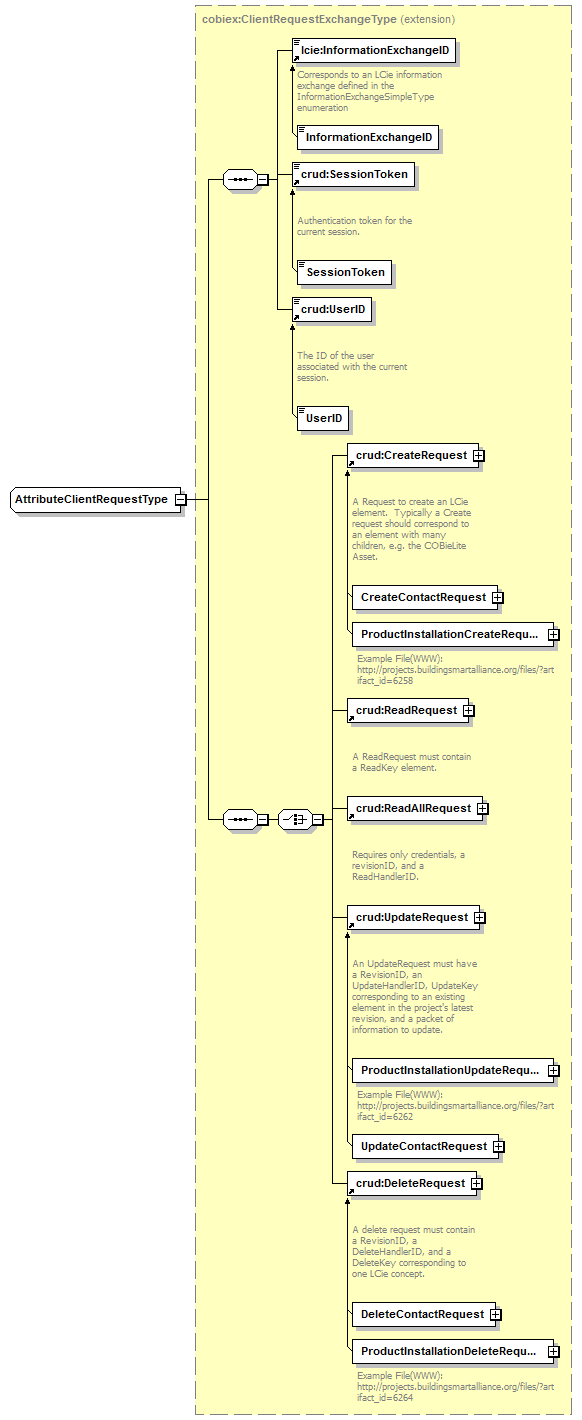 cobiex:ClientRequestExchangeType (extension)
lcie:InformationExchangeID
Corresponds to an LCie information
exchange defined in the
InformationExchangeSimpleType
enumeration
InformationExchangeID
crud:SessionToken
Authentication token for the
current session.
SessionToken
crud:UserID
The ID of the user
associated with the current
session.
UserID
AttributeClientRequestType
crud:CreateRequest
A Request to create an LCie
element.  Typically a Create
request should correspond to
an element with many
children, e.g. the COBieLite
Asset.
CreateContactRequest
ProductInstallationCreateRequ...
Example File(WWW):
http://projects.buildingsmartalliance.org/files/?art
ifact_id=6258
crud:ReadRequest
A ReadRequest must contain
a ReadKey element.
crud:ReadAllRequest
Requires only credentials, a
revisionID, and a
ReadHandlerID.
crud:UpdateRequest
An UpdateRequest must have
a RevisionID, an
UpdateHandlerID, UpdateKey
corresponding to an existing
element in the project's latest
revision, and a packet of
information to update.
ProductInstallationUpdateRequ...
Example File(WWW):
http://projects.buildingsmartalliance.org/files/?art
ifact_id=6262
UpdateContactRequest
crud:DeleteRequest
A delete request must contain
a RevisionID, a
DeleteHandlerID, and a
DeleteKey corresponding to
one LCie concept.
DeleteContactRequest
ProductInstallationDeleteRequ...
Example File(WWW):
http://projects.buildingsmartalliance.org/files/?art
ifact_id=6264